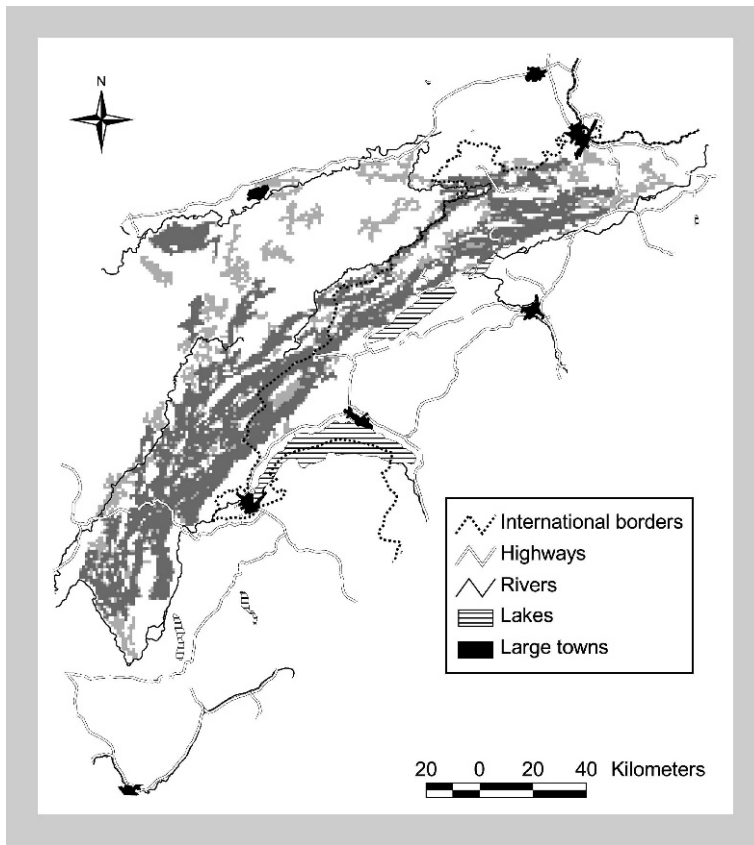 N
International borders
Highways
Rivers
Lakes
Large towns
20 0 20 40 Kilometers